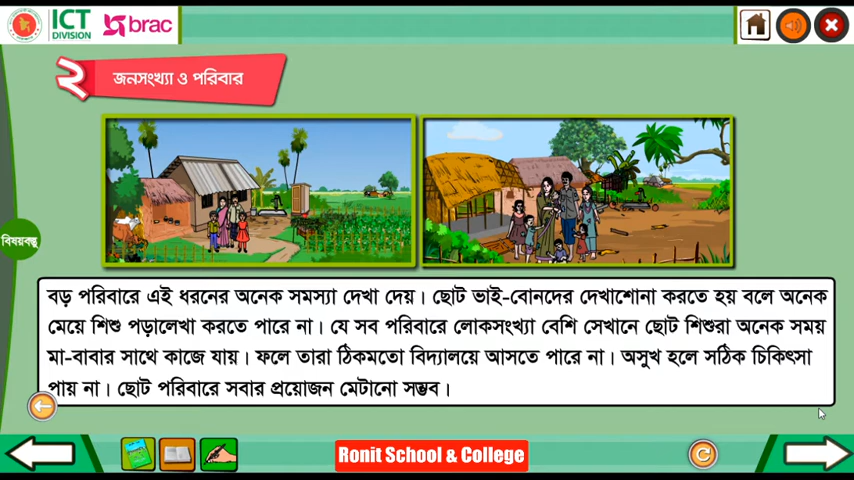 ICT
DIVISION
brac
২
জনসংখ্যা ও পরিবার
বিষয়বস্তু
বড় পরিবারে এই ধরনের অনেক সমস্যা দেখা দেয়। ছোট ভাই-বোনদের দেখাশোনা করতে হয় বলে অনেক
মেয়ে শিশু পড়ালেখা করতে পারে না। যে সব পরিবারে লোকসংখ্যা বেশি সেখানে ছোট শিশুরা অনেক সময়
মা-বাবার সাথে কাজে যায়। ফলে তারা ঠিকমতো বিদ্যালয়ে আসতে পারে না। অসুখ হলে সঠিক চিকিৎসা
পায় না। ছোট পরিবারে সবার প্রয়োজন মেটানো সম্ভব।
Ronit School & College